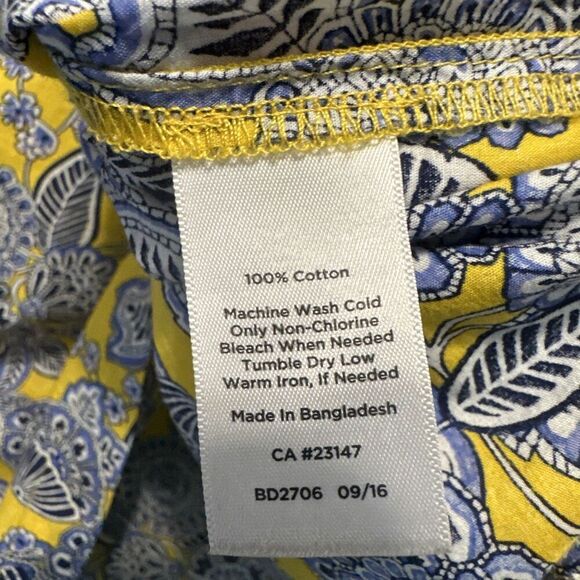 100% Cotton
Machine Wash Cold
Only Non-Chlorine
Bleach When Needed
Tumble Dry Low
Warm Iron, If Needed
Made In Bangladesh
CA #23147
BD2706 09/16